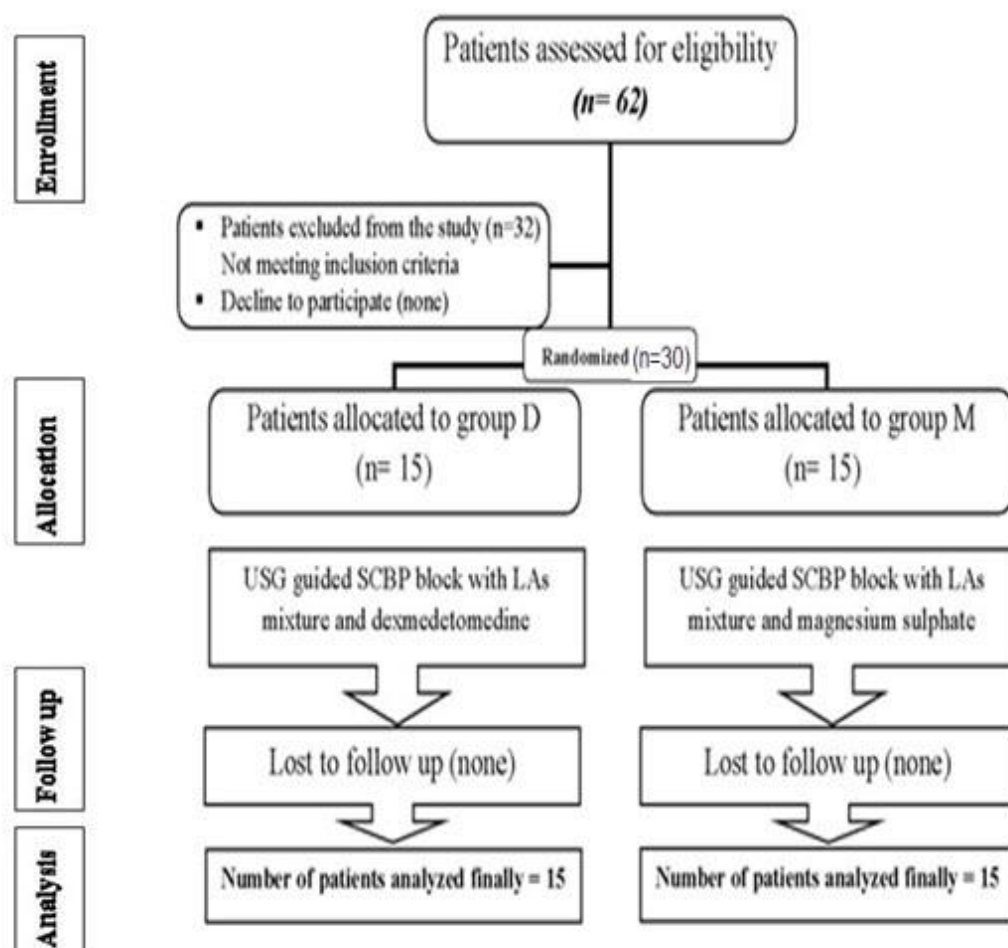 Enrollment
Patients assessed for eligibility
(n= 62)
▪ Patients excluded from the study (n=32)
Not meeting inclusion criteria
▪ Decline to participate (none)
Randomized (n=30)
Allocation
Patients allocated to group D
(n= 15)
Patients allocated to group M
(n= 15)
USG guided SCBP block with LAs
mixture and dexmedetomedine
USG guided SCBP block with LAs
mixture and magnesium sulphate
Follow up
Lost to follow up (none)
Lost to follow up (none)
Analysis
Number of patients analyzed finally = 15
Number of patients analyzed finally = 15